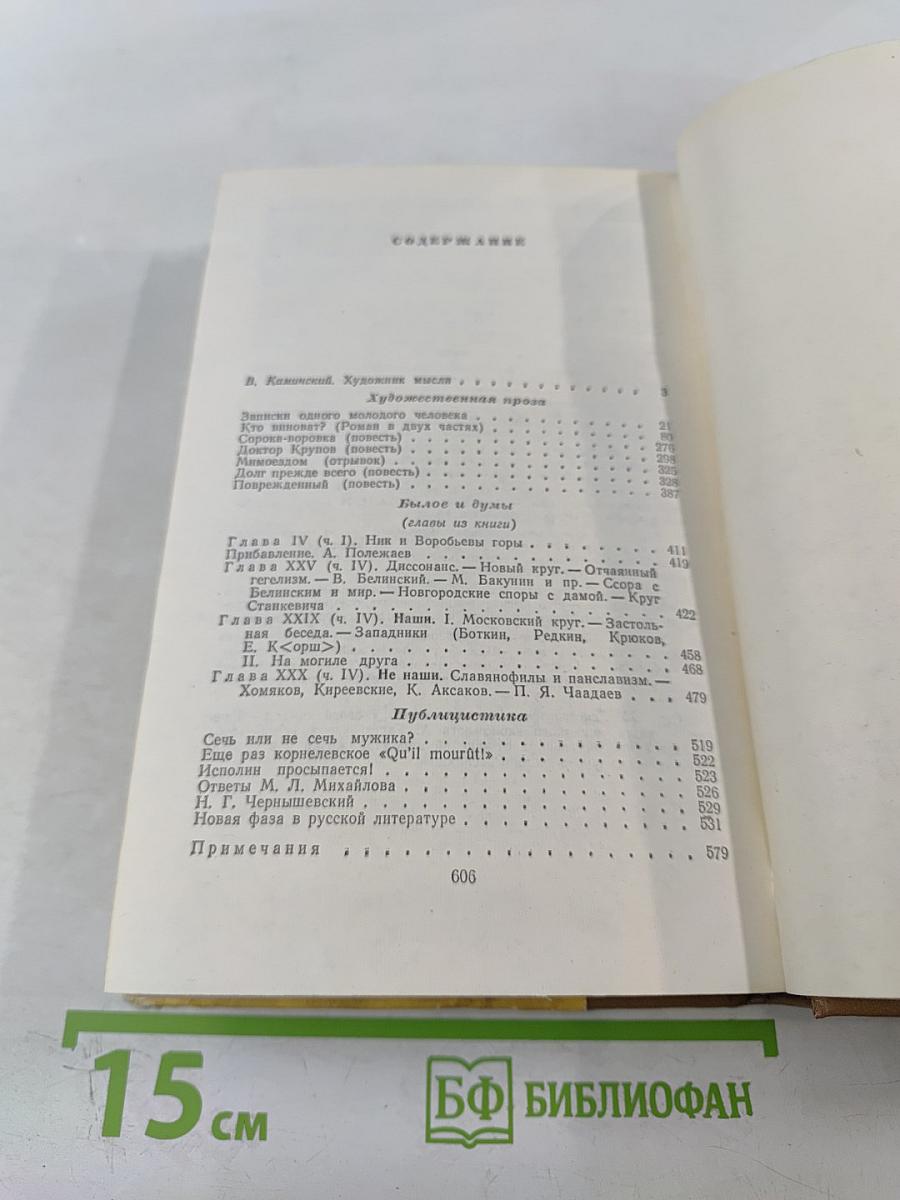 СОДЕРЖАНИЕ
В. Каминский. Художник мысли . . . . . . . . . . 3
Художественная проза
Записки одного молодого человека . . . . . . . . . 21
Кто виноват? (Роман в двух частях) . . . . . . . . 80
Сорока-воровка (повесть) . . . . . . . . . . . . 276
Доктор Крупов (повесть) . . . . . . . . . . . . 298
Мимоездом (отрывок) . . . . . . . . . . . . . 325
Долг прежде всего (повесть) . . . . . . . . . . . 328
Поврежденный (повесть) . . . . . . . . . . . . 387
Былое и думы
(главы из книги)
Глава IV (ч. I). Ник и Воробьевы горы . . . . . . . 411
Прибавление. А. Полежаев . . . . . . . . . . . 419
Глава XXV (ч. IV). Диссонанс. — Новый круг. — Отчаянный
гегелизм. — В. Белинский. — М. Бакунин и пр. — Ссора с
Белинским и мир. — Новгородские споры с дамой. — Круг
Станкевича . . . . . . . . . . . . . . . . 422
Глава XXIX (ч. IV). Наши. I. Московский круг. — Застоль-
ная беседа. — Западники (Боткин, Редкин, Крюков,
Е. К<орш>) . . . . . . . . . . . . . . . . 458
II. На могиле друга . . . . . . . . . . . . . 468
Глава XXX (ч. IV). Не наши. Славянофилы и панславизм. —
Хомяков, Киреевские, К. Аксаков. — П. Я. Чаадаев . . . 479
Публицистика
Сечь или не сечь мужика? . . . . . . . . . . . . 519
Еще раз корнелевское «Qu'il mourût!» . . . . . . . . 522
Исполин просыпается! . . . . . . . . . . . . . 523
Ответы М. Л. Михайлова . . . . . . . . . . . . 526
Н. Г. Чернышевский . . . . . . . . . . . . . . 529
Новая фаза в русской литературе . . . . . . . . . . 531
Примечания . . . . . . . . . . . . . . . . 579
606
15 см
БФ БИБЛИОФАН